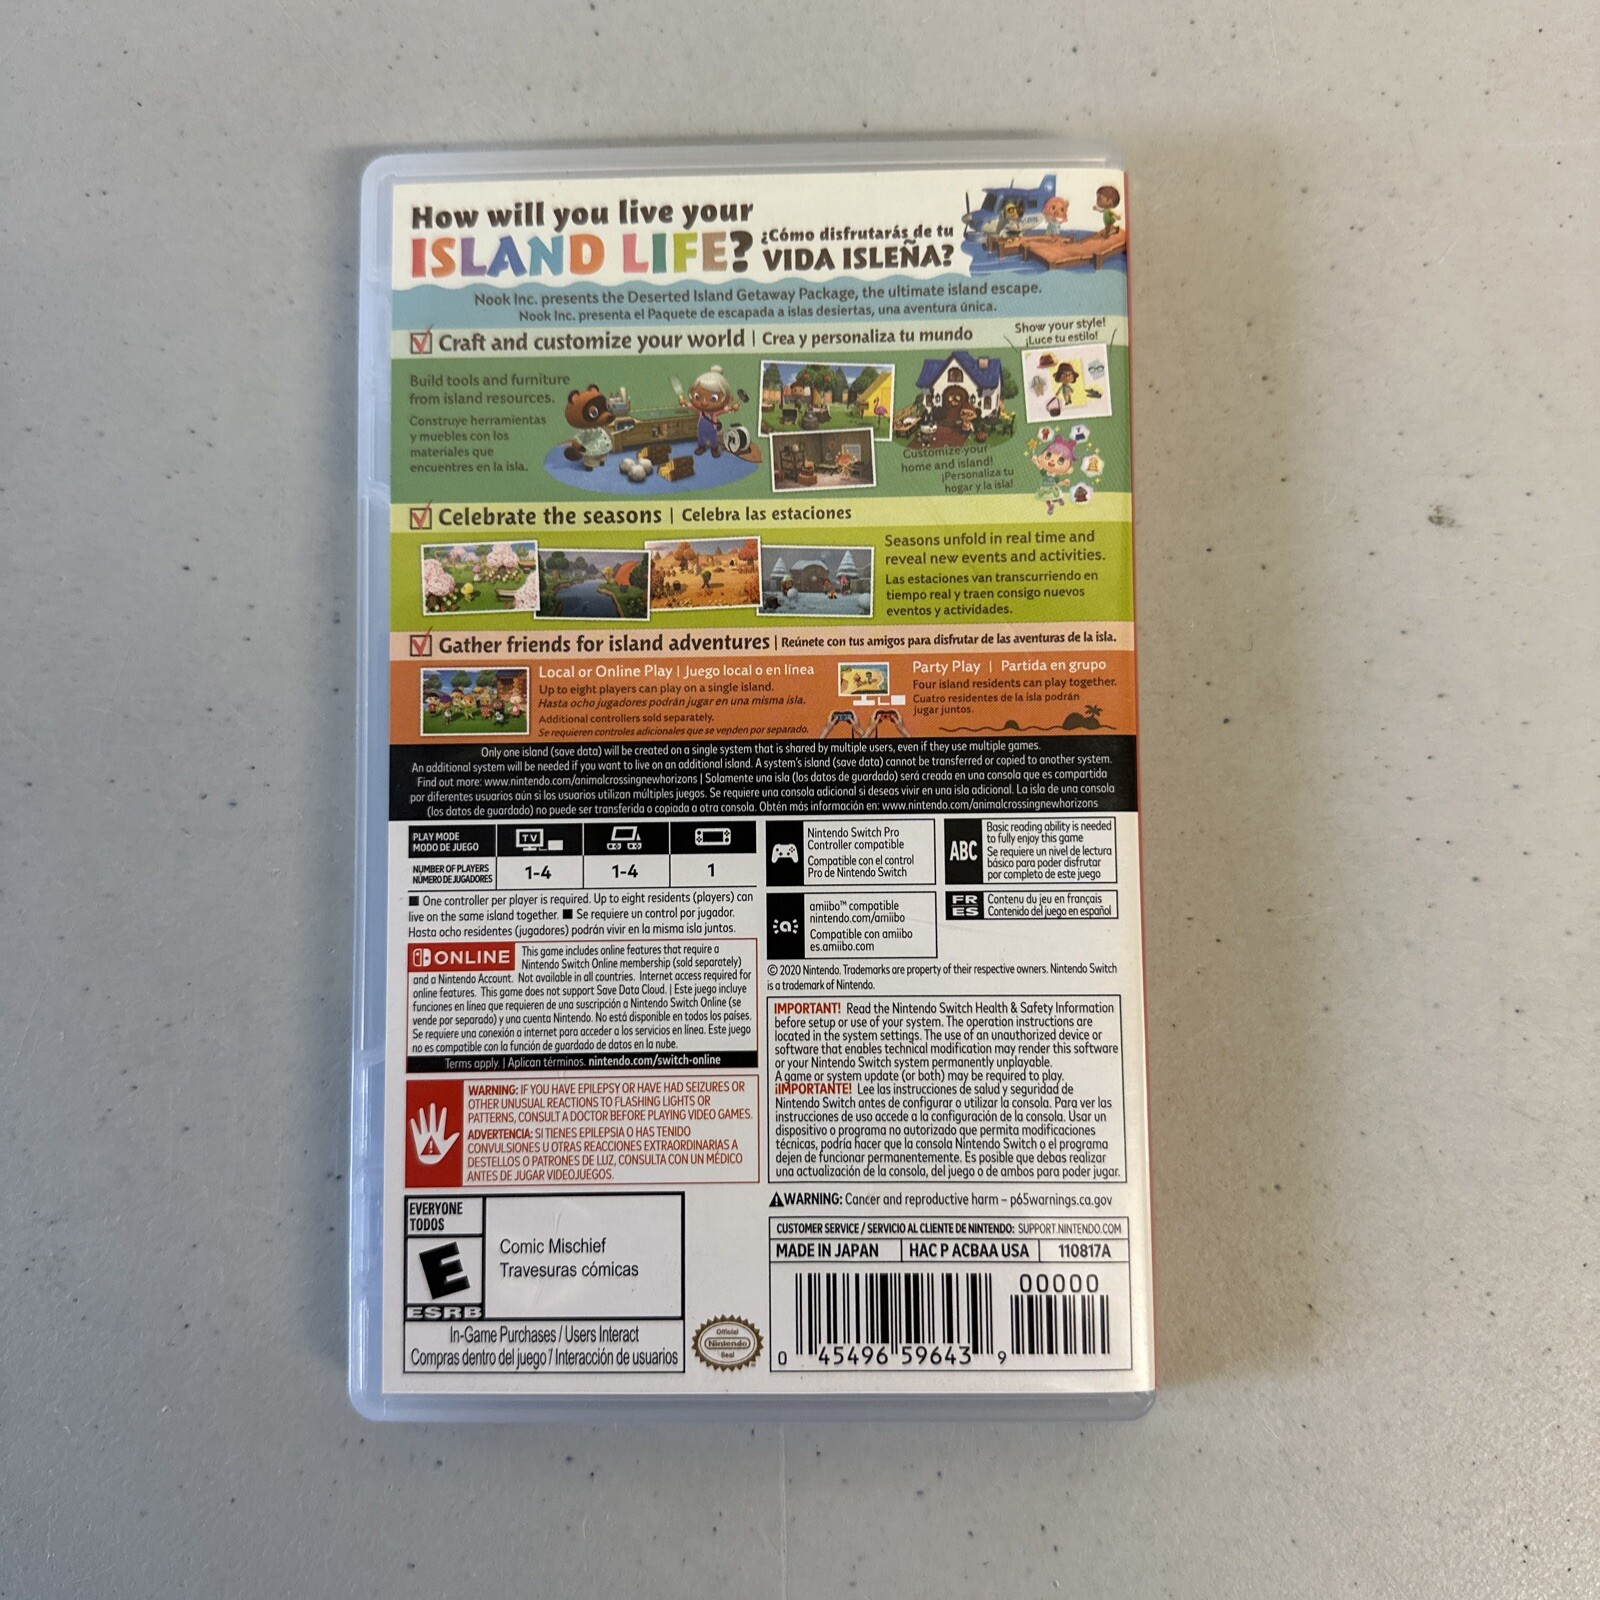 How will you live your
ISLAND LIFE?
¿Cómo disfrutarás de tu
VIDA ISLEÑA?
Nook Inc. presents the Deserted Island Getaway Package, the ultimate island escape.
Nook Inc. presenta el Paquete de escapada a islas desiertas, una aventura única.
Craft and customize your world | Crea y personaliza tu mundo
Show your style!
¡Luce tu estilo!
Build tools and furniture
from island resources.
Construye herramientas
y muebles con los
materiales que
encuentres en la isla.
Customize your
home and island!
¡Personaliza tu
hogar y la isla!
Celebrate the seasons | Celebra las estaciones
Seasons unfold in real time and
reveal new events and activities.
Las estaciones van transcurriendo en
tiempo real y traen consigo nuevos
eventos y actividades.
Gather friends for island adventures | Reúnete con tus amigos para disfrutar de las aventuras de la isla.
Local or Online Play | Juego local o en línea
Up to eight players can play on a single island.
Hasta ocho jugadores podrán jugar en una misma isla.
Additional controllers sold separately.
Se requieren controles adicionales que se venden por separado.
Party Play | Partida en grupo
Four island residents can play together.
Cuatro residentes de la isla podrán
jugar juntos.
Only one island (save data) will be created on a single system that is shared by multiple users, even if they use multiple games.
An additional system will be needed if you want to live on an additional island. A system's island (save data) cannot be transferred or copied to another system.
Find out more: www.nintendo.com/animalcrossingnewhorizons | Solamente una isla (los datos de guardado) será creada en una consola que es compartida
por diferentes usuarios aún si los usuarios utilizan múltiples juegos. Se requiere una consola adicional si deseas vivir en una isla adicional. La isla de una consola
(los datos de guardado) no puede ser transferida o copiada a otra consola. Obtén más información en: www.nintendo.com/animalcrossingnewhorizons
PLAY MODE
MODO DE JUEGO
TV
NUMBER OF PLAYERS
NÚMERO DE JUGADORES
1-4
1-4
1
■ One controller per player is required. Up to eight residents (players) can
live on the same island together. ■ Se requiere un control por jugador.
Hasta ocho residentes (jugadores) podrán vivir en la misma isla juntos.
ONLINE
This game includes online features that require a
Nintendo Switch Online membership (sold separately)
and a Nintendo Account. Not available in all countries. Internet access required for
online features. This game does not support Save Data Cloud. | Este juego incluye
funciones en línea que requieren de una suscripción a Nintendo Switch Online (se
vende por separado) y una cuenta Nintendo. No está disponible en todos los países.
Se requiere una conexión a internet para acceder a los servicios en línea. Este juego
no es compatible con la función de guardado de datos en la nube.
Terms apply. | Aplican términos. nintendo.com/switch-online
WARNING: IF YOU HAVE EPILEPSY OR HAVE HAD SEIZURES OR
OTHER UNUSUAL REACTIONS TO FLASHING LIGHTS OR
PATTERNS, CONSULT A DOCTOR BEFORE PLAYING VIDEO GAMES.
ADVERTENCIA: SI TIENES EPILEPSIA O HAS TENIDO
CONVULSIONES U OTRAS REACCIONES EXTRAORDINARIAS A
DESTELLOS O PATRONES DE LUZ, CONSULTA CON UN MÉDICO
ANTES DE JUGAR VIDEOJUEGOS.
EVERYONE
TODOS
E
ESRB
Comic Mischief
Travesuras cómicas
In-Game Purchases / Users Interact
Compras dentro del juego / Interacción de usuarios
Official
Nintendo
Seal
Nintendo Switch Pro
Controller compatible
Compatible con el control
Pro de Nintendo Switch
ABC
Basic reading ability is needed
to fully enjoy this game
Se requiere un nivel de lectura
básico para poder disfrutar
por completo de este juego
amiibo™ compatible
nintendo.com/amiibo
Compatible con amiibo
es.amiibo.com
FR
ES
Contenu du jeu en français
Contenido del juego en español
© 2020 Nintendo. Trademarks are property of their respective owners. Nintendo Switch
is a trademark of Nintendo.
IMPORTANT! Read the Nintendo Switch Health & Safety Information
before setup or use of your system. The operation instructions are
located in the system settings. The use of an unauthorized device or
software that enables technical modification may render this software
or your Nintendo Switch system permanently unplayable.
A game or system update (or both) may be required to play.
¡IMPORTANTE! Lee las instrucciones de salud y seguridad de
Nintendo Switch antes de configurar o utilizar la consola. Para ver las
instrucciones de uso accede a la configuración de la consola. Usar un
dispositivo o programa no autorizado que permita modificaciones
técnicas, podría hacer que la consola Nintendo Switch o el programa
dejen de funcionar permanentemente. Es posible que debas realizar
una actualización de la consola, del juego o de ambos para poder jugar.
⚠WARNING: Cancer and reproductive harm – p65warnings.ca.gov
CUSTOMER SERVICE / SERVICIO AL CLIENTE DE NINTENDO: SUPPORT.NINTENDO.COM
MADE IN JAPAN
HAC P ACBAA USA
110817A
00000
0 45496 59643 9